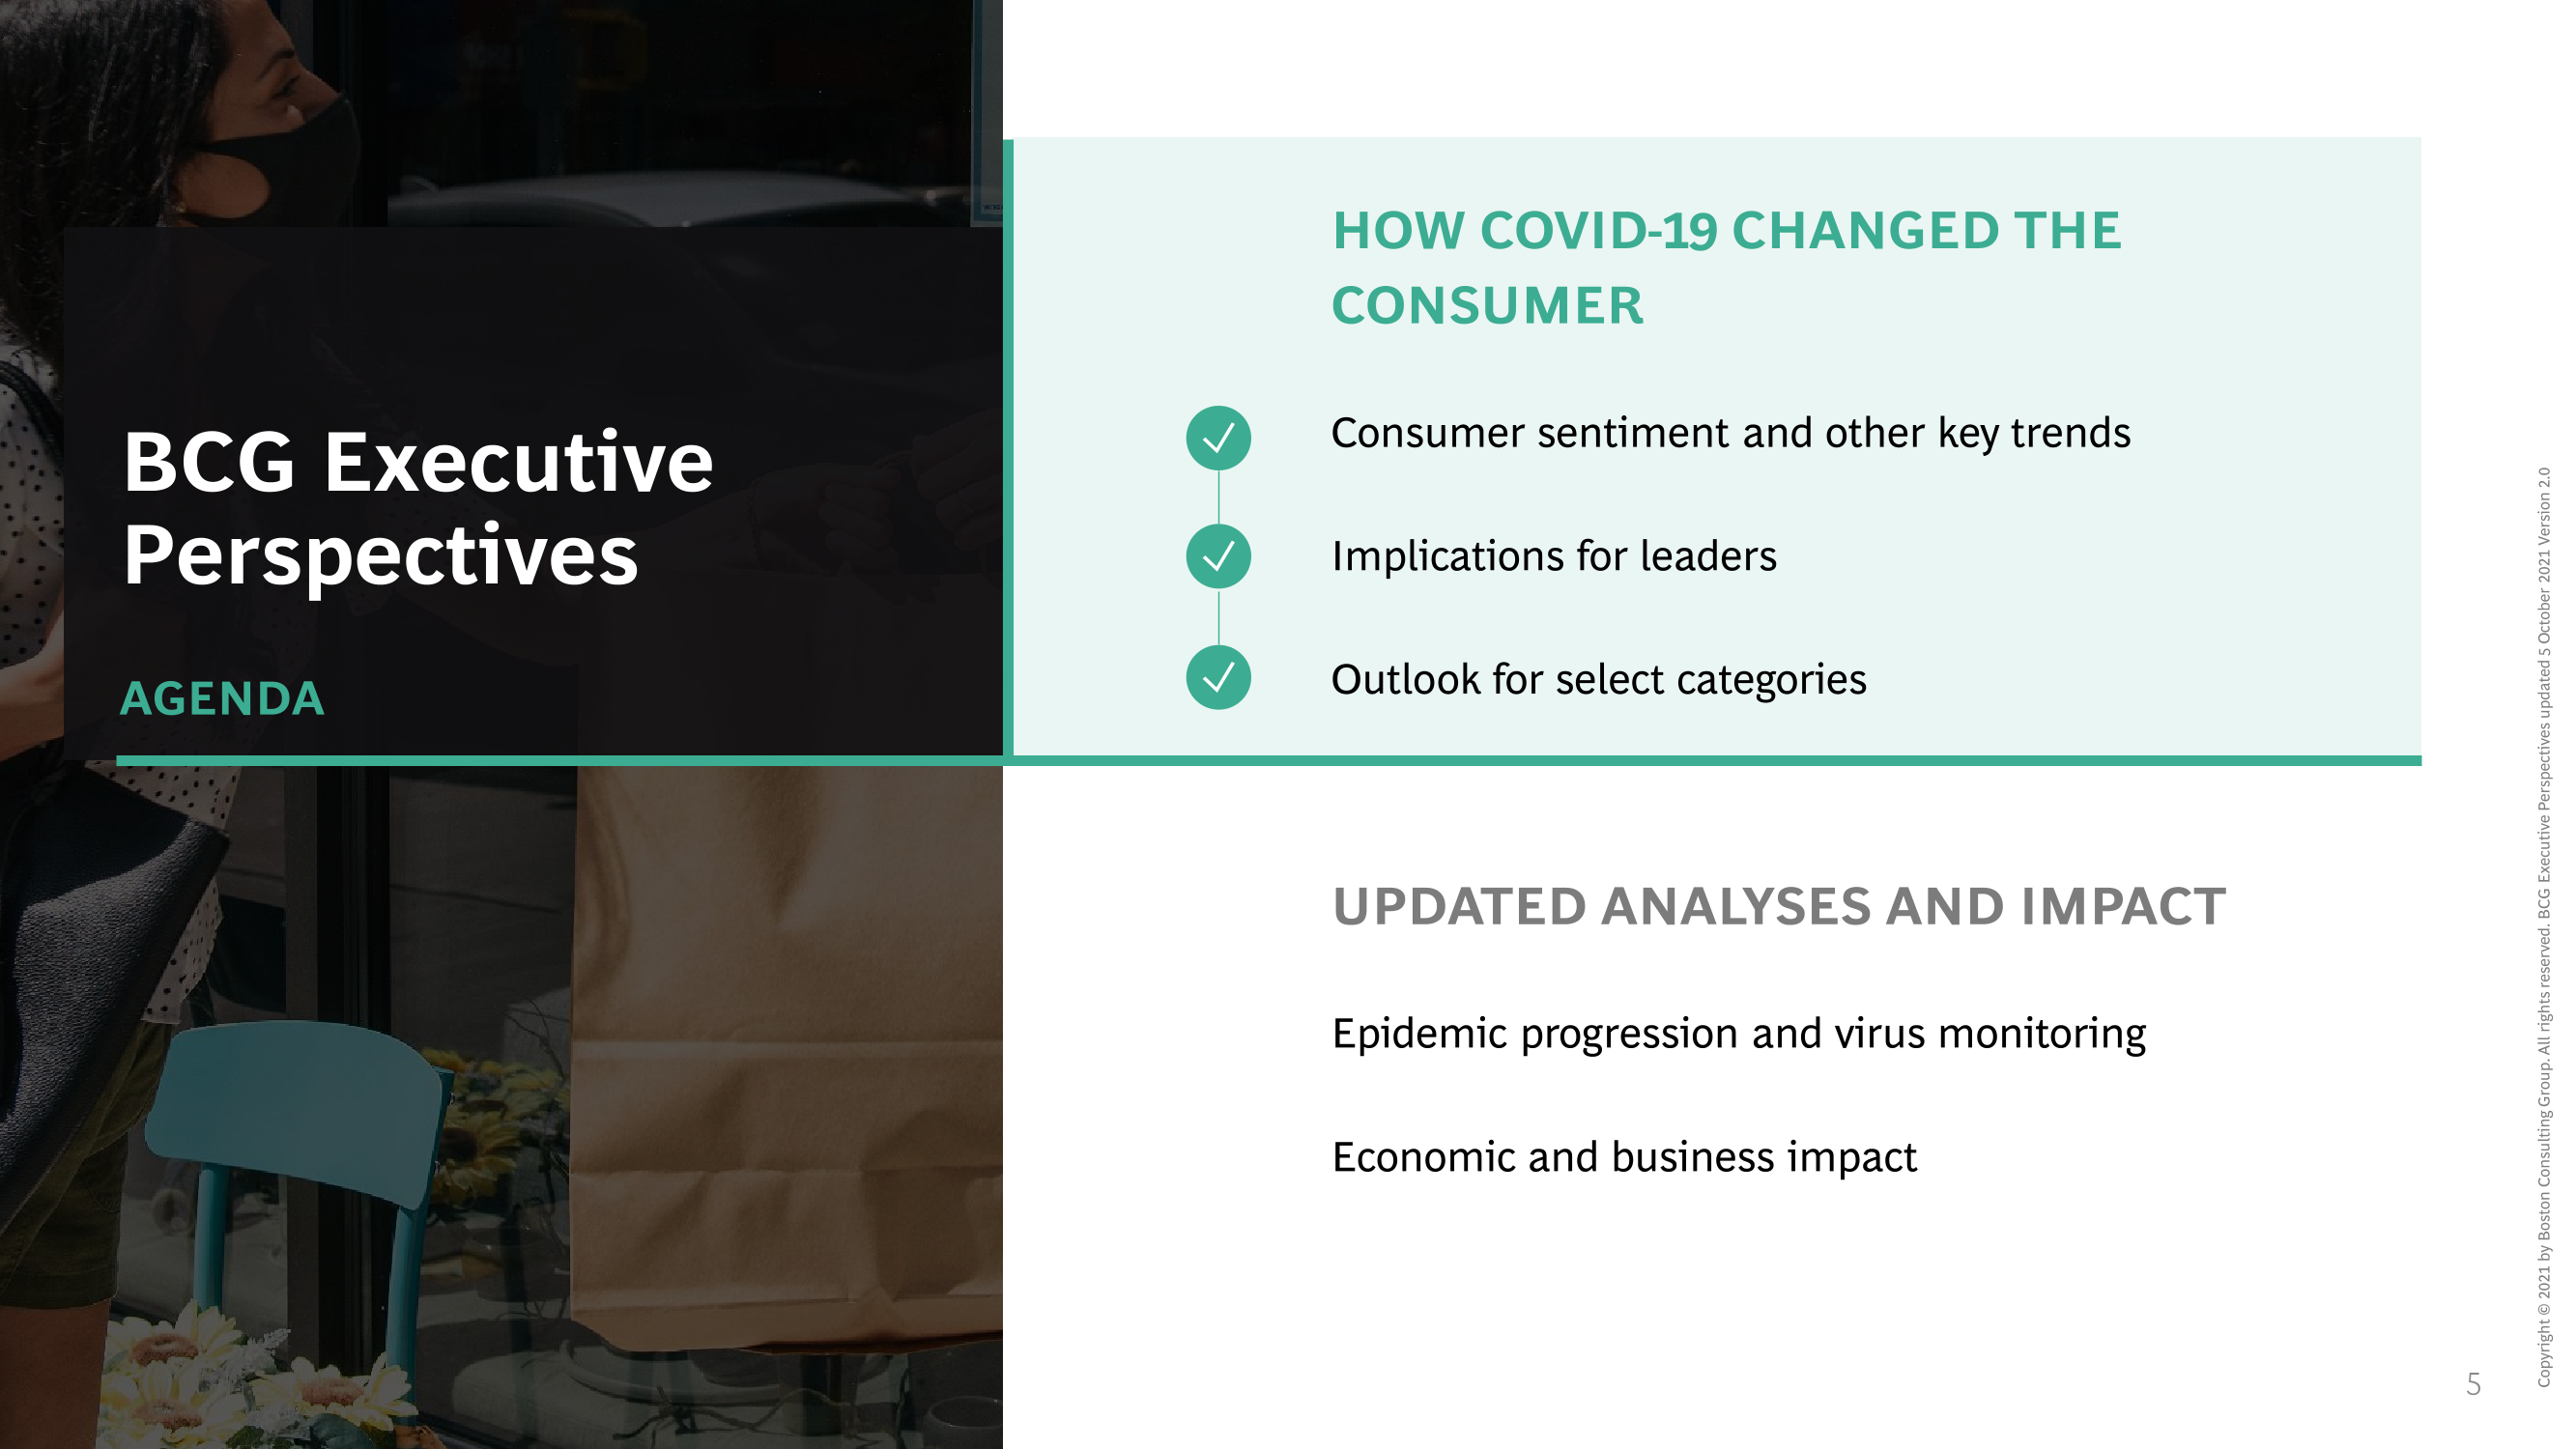 BCG Executive
Perspectives
AGENDA
HOW COVID-19 CHANGED THE
CONSUMER
Consumer sentiment and other key trends
Implications for leaders
Outlook for select categories
UPDATED ANALYSES AND IMPACT
Epidemic progression and virus monitoring
Economic and business impact
5
Copyright © 2021 by Boston Consulting Group. All rights reserved. BCG Executive Perspectives updated 5 October 2021 Version 2.0